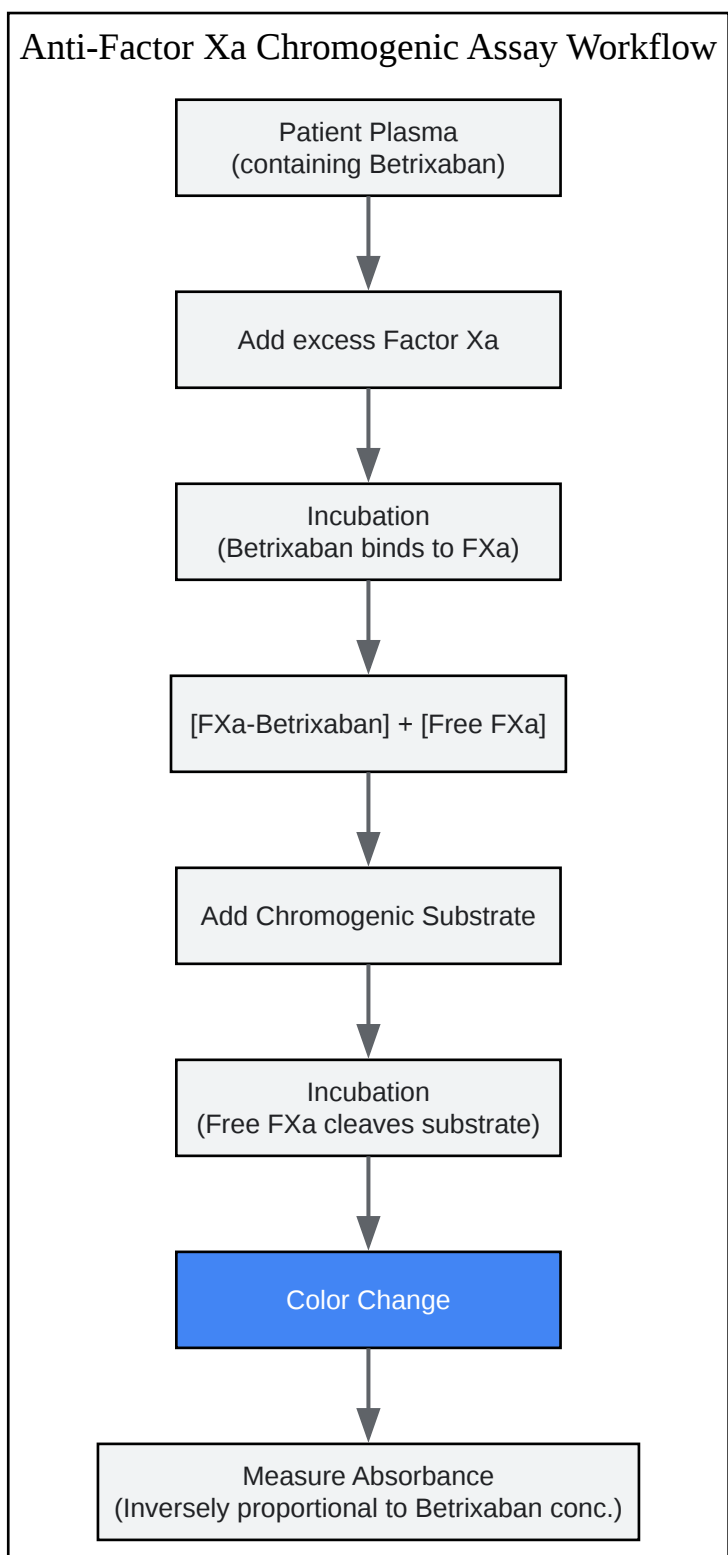 Anti-Factor Xa Chromogenic Assay Workflow
Patient Plasma
(containing Betrixaban)
Add excess Factor Xa
Incubation
(Betrixaban binds to FXa)
[FXa-Betrixaban] + [Free FXa]
Add Chromogenic Substrate
Incubation
(Free FXa cleaves substrate)
Color Change
Measure Absorbance
(Inversely proportional to Betrixaban conc.)